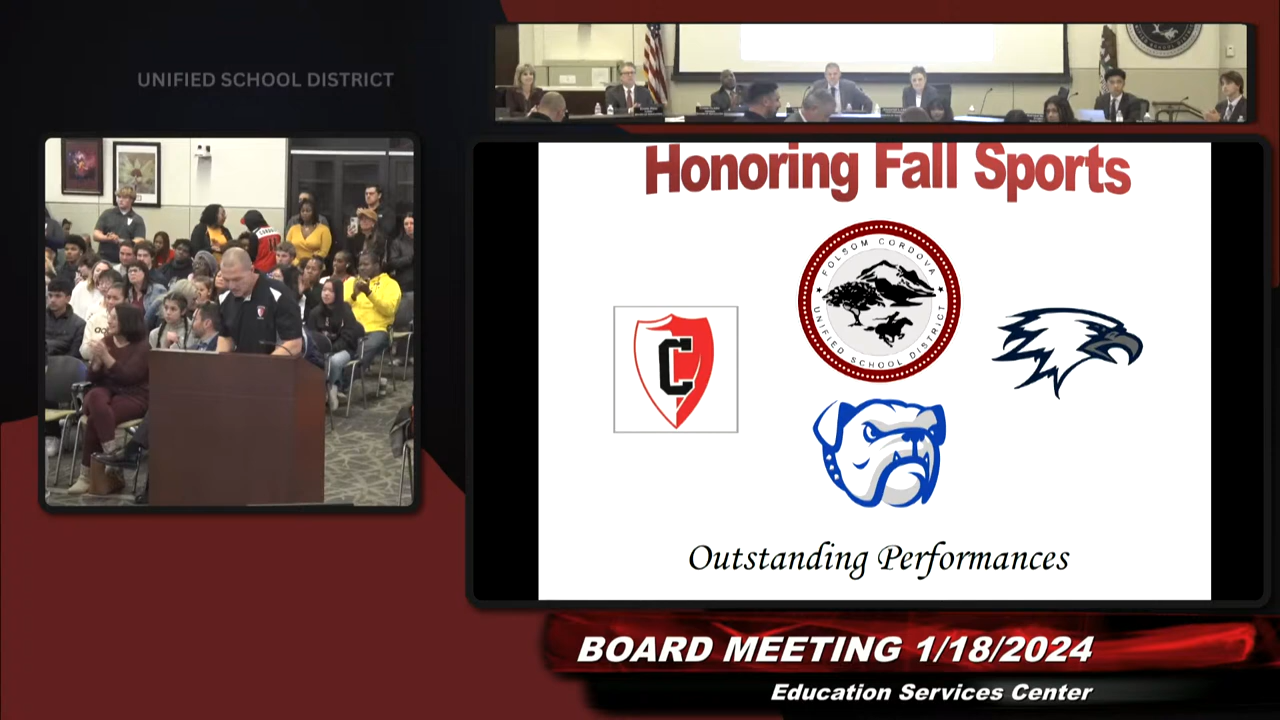 UNIFIED SCHOOL DISTRICT
Honoring Fall Sports
FOLSOM CORDOVA
UNIFIED SCHOOL DISTRICT
C
Outstanding Performances
BOARD MEETING 1/18/2024
Education Services Center